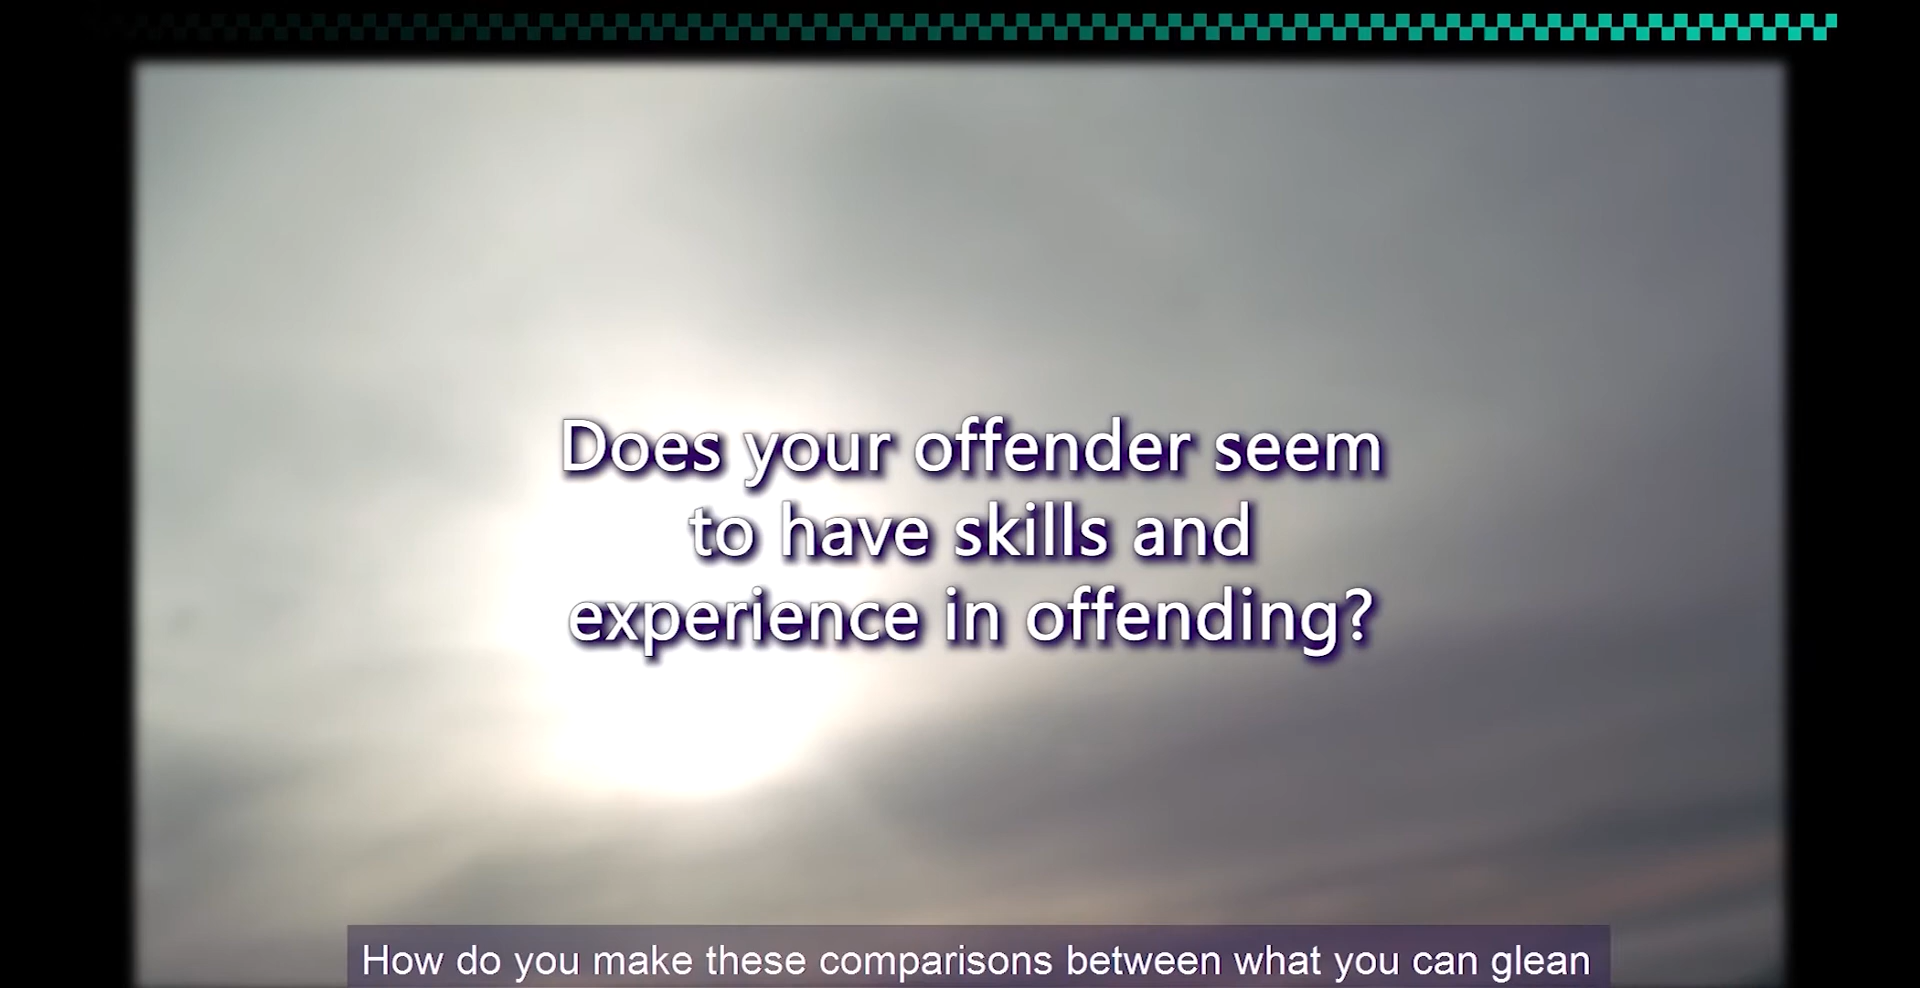 Does your offender seem
to have skills and
experience in offending?
How do you make these comparisons between what you can glean